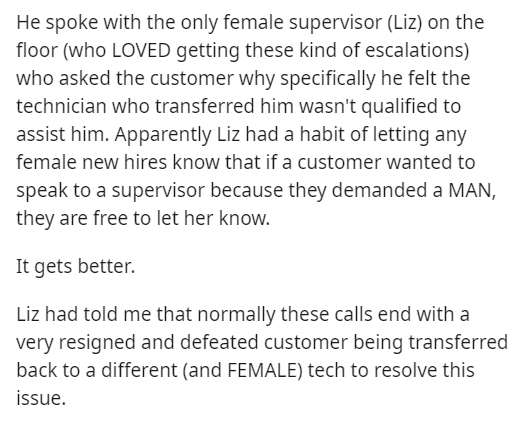 He spoke with the only female supervisor (Liz) on the
floor (who LOVED getting these kind of escalations)
who asked the customer why specifically he felt the
technician who transferred him wasn't qualified to
assist him. Apparently Liz had a habit of letting any
female new hires know that if a customer wanted to
speak to a supervisor because they demanded a MAN,
they are free to let her know.
It gets better.
Liz had told me that normally these calls end with a
very resigned and defeated customer being transferred
back to a different (and FEMALE) tech to resolve this
issue.